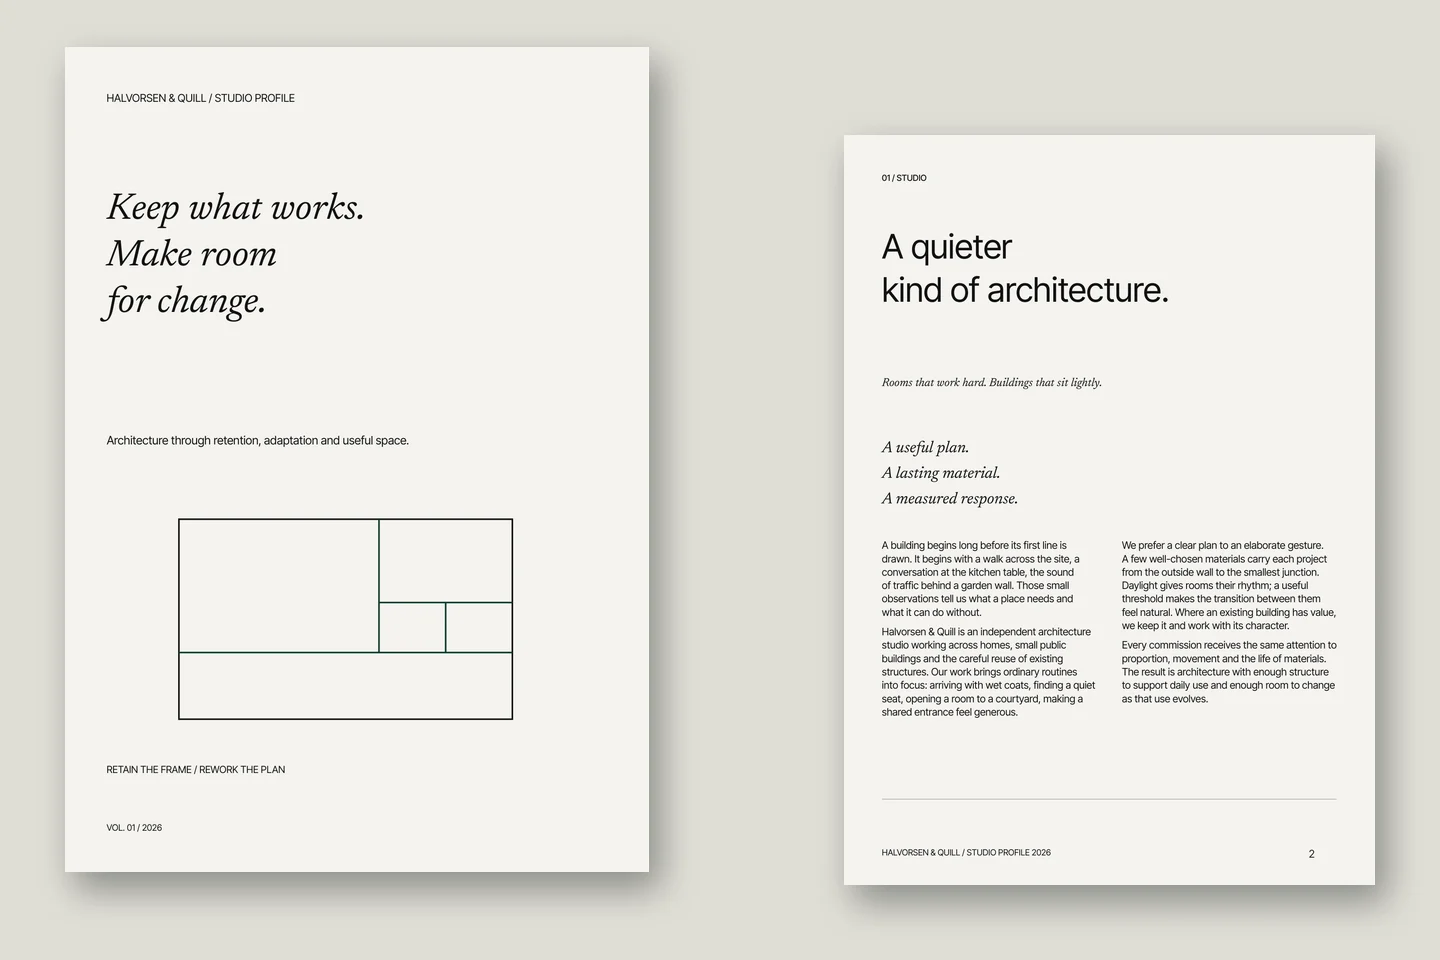 HALVORSEN & QUILL / STUDIO PROFILE
Keep what works.
Make room
for change.
Architecture through retention, adaptation and useful space.
RETAIN THE FRAME / REWORK THE PLAN
VOL. 01 / 2026
01 / STUDIO
A quieter
kind of architecture.
Rooms that work hard. Buildings that sit lightly.
A useful plan.
A lasting material.
A measured response.
A building begins long before its first line is
drawn. It begins with a walk across the site, a
conversation at the kitchen table, the sound
of traffic behind a garden wall. Those small
observations tell us what a place needs and
what it can do without.
Halvorsen & Quill is an independent architecture
studio working across homes, small public
buildings and the careful reuse of existing
structures. Our work brings ordinary routines
into focus: arriving with wet coats, finding a quiet
seat, opening a room to a courtyard, making a
shared entrance feel generous.
We prefer a clear plan to an elaborate gesture.
A few well-chosen materials carry each project
from the outside wall to the smallest junction.
Daylight gives rooms their rhythm; a useful
threshold makes the transition between them
feel natural. Where an existing building has value,
we keep it and work with its character.
Every commission receives the same attention to
proportion, movement and the life of materials.
The result is architecture with enough structure
to support daily use and enough room to change
as that use evolves.
HALVORSEN & QUILL / STUDIO PROFILE 2026
2